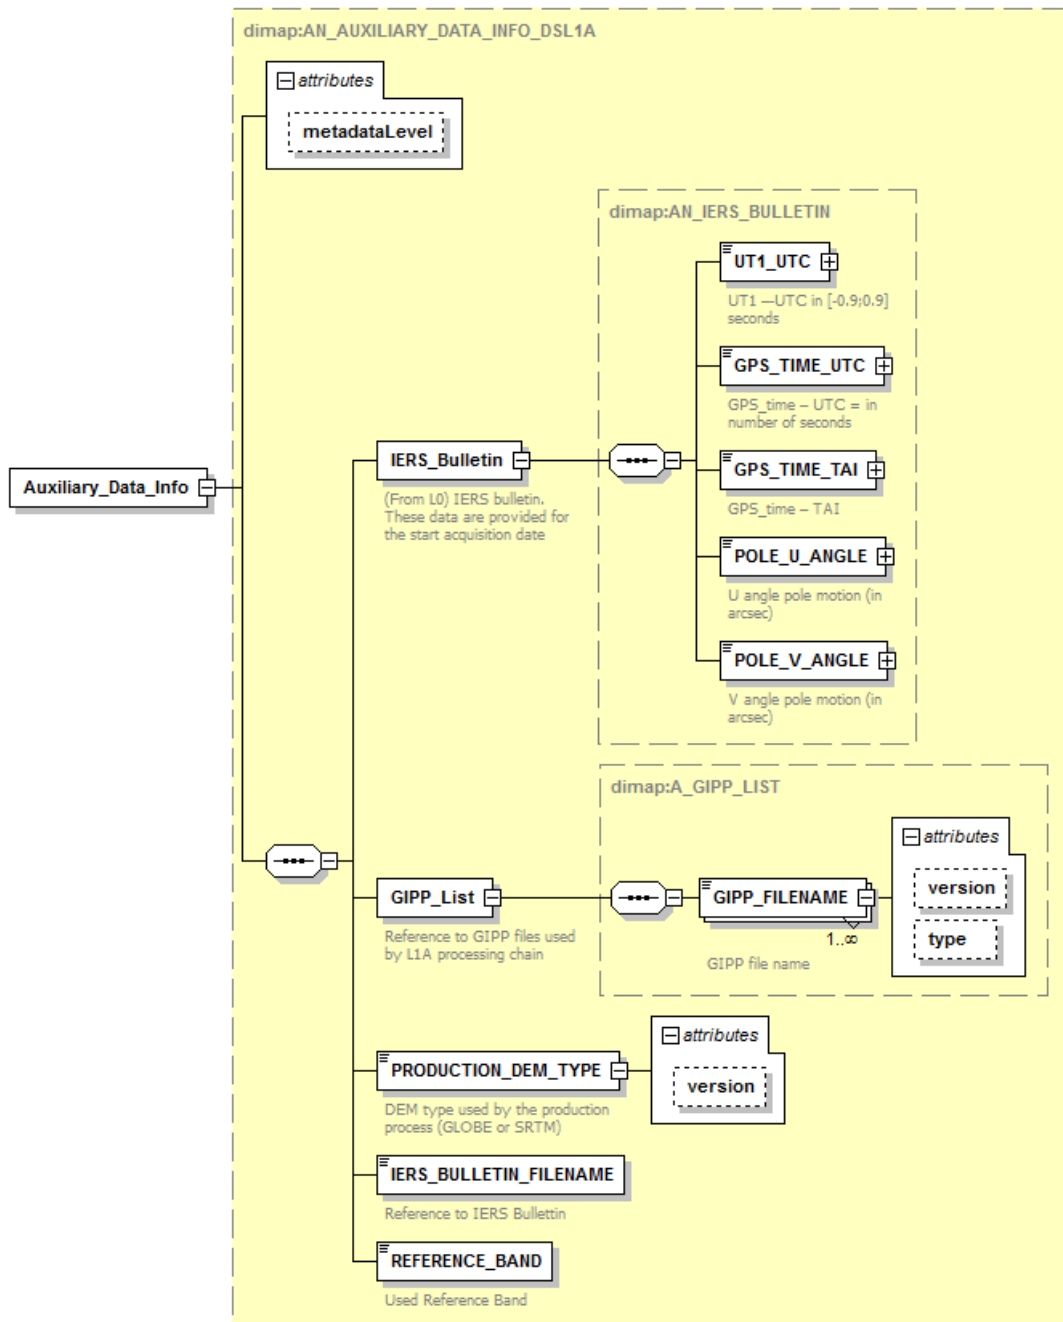 dimap:AN_AUXILIARY_DATA_INFO_DSL1A
attributes
metadataLevel
dimap:AN_IERS_BULLETIN
UT1_UTC
UT1 —UTC in [-0.9;0.9]
seconds
GPS_TIME_UTC
GPS_time – UTC = in
number of seconds
IERS_Bulletin
(From L0) IERS bulletin.
These data are provided for
the start acquisition date
GPS_TIME_TAI
GPS_time – TAI
Auxiliary_Data_Info
POLE_U_ANGLE
U angle pole motion (in
arcsec)
POLE_V_ANGLE
V angle pole motion (in
arcsec)
dimap:A_GIPP_LIST
GIPP_List
Reference to GIPP files used
by L1A processing chain
GIPP_FILENAME
1..∞
GIPP file name
attributes
version
type
PRODUCTION_DEM_TYPE
DEM type used by the production
process (GLOBE or SRTM)
attributes
version
IERS_BULLETIN_FILENAME
Reference to IERS Bullettin
REFERENCE_BAND
Used Reference Band